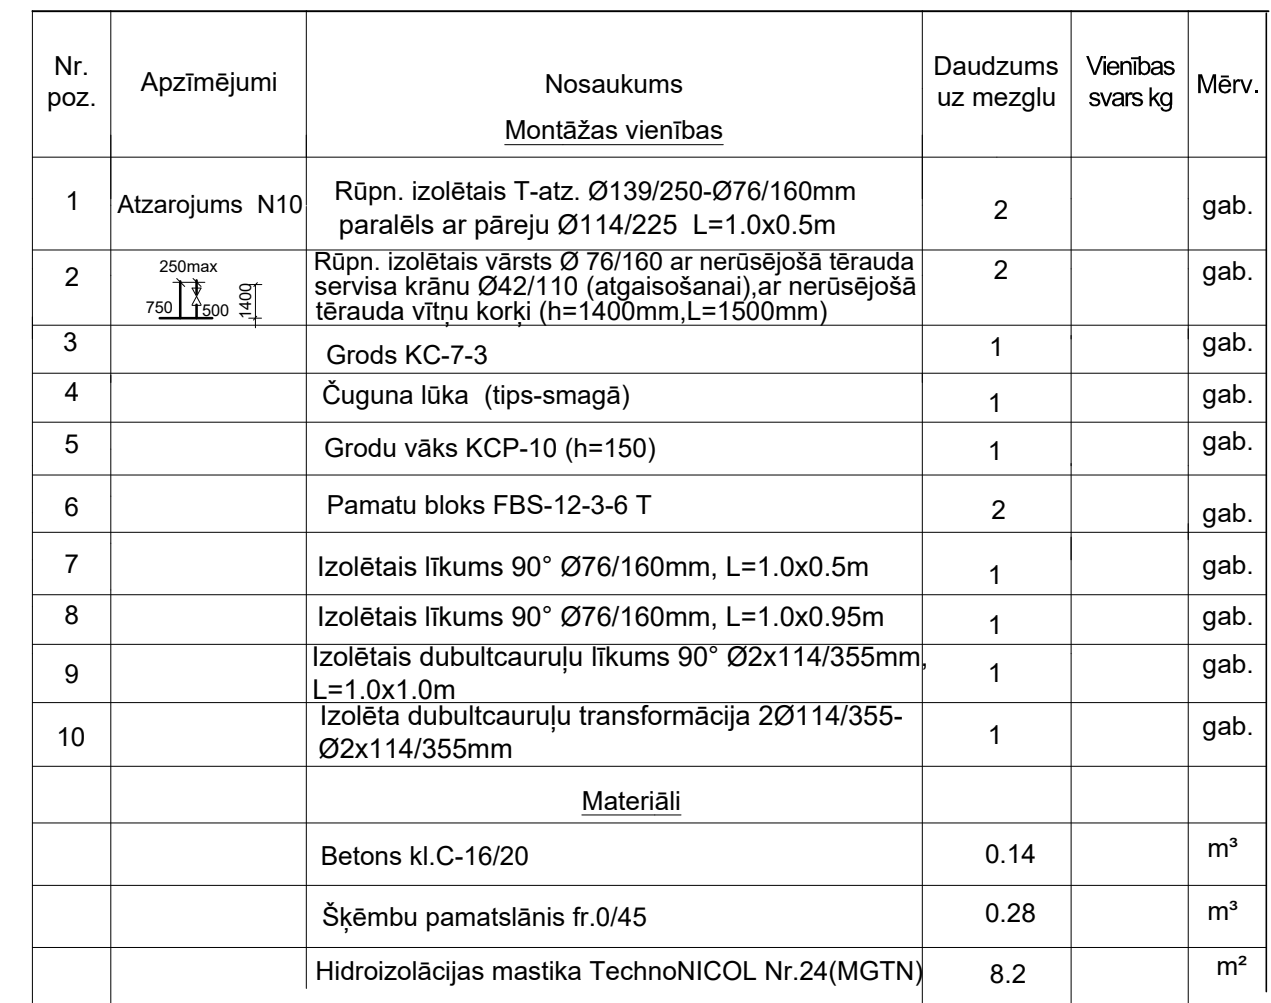 Nr.
poz.
Apzīmējumi
Nosaukums
Montāžas vienības
Daudzums
uz mezglu
Vienības
svars kg
Mērv.
1
Atzarojums N10
Rūpn. izolētais T-atz. Ø139/250-Ø76/160mm
paralēls ar pāreju Ø114/225 L=1.0x0.5m
2
gab.
2
250max
750
500
1400
Rūpn. izolētais vārsts Ø 76/160 ar nerūsējošā tērauda
servisa krānu Ø42/110 (atgaisošanai),ar nerūsējošā
tērauda vītņu korķi (h=1400mm,L=1500mm)
2
gab.
3
Grods KC-7-3
1
gab.
4
Čuguna lūka (tips-smagā)
1
gab.
5
Grodu vāks KCP-10 (h=150)
1
gab.
6
Pamatu bloks FBS-12-3-6 T
2
gab.
7
Izolētais līkums 90° Ø76/160mm, L=1.0x0.5m
1
gab.
8
Izolētais līkums 90° Ø76/160mm, L=1.0x0.95m
1
gab.
9
Izolētais dubultcauruļu līkums 90° Ø2x114/355mm,
L=1.0x1.0m
1
gab.
10
Izolēta dubultcauruļu transformācija 2Ø114/355-
Ø2x114/355mm
1
gab.
Materiāli
Betons kl.C-16/20
0.14
m³
Šķēmbu pamatslānis fr.0/45
0.28
m³
Hidroizolācijas mastika TechnoNICOL Nr.24(MGTN)
8.2
m²